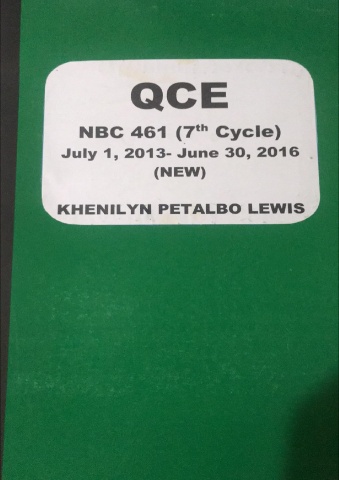 QCE
NBC 461 (7th Cycle)
July 1, 2013- June 30, 2016
(NEW)
KHENILYN PETALBO LEWIS